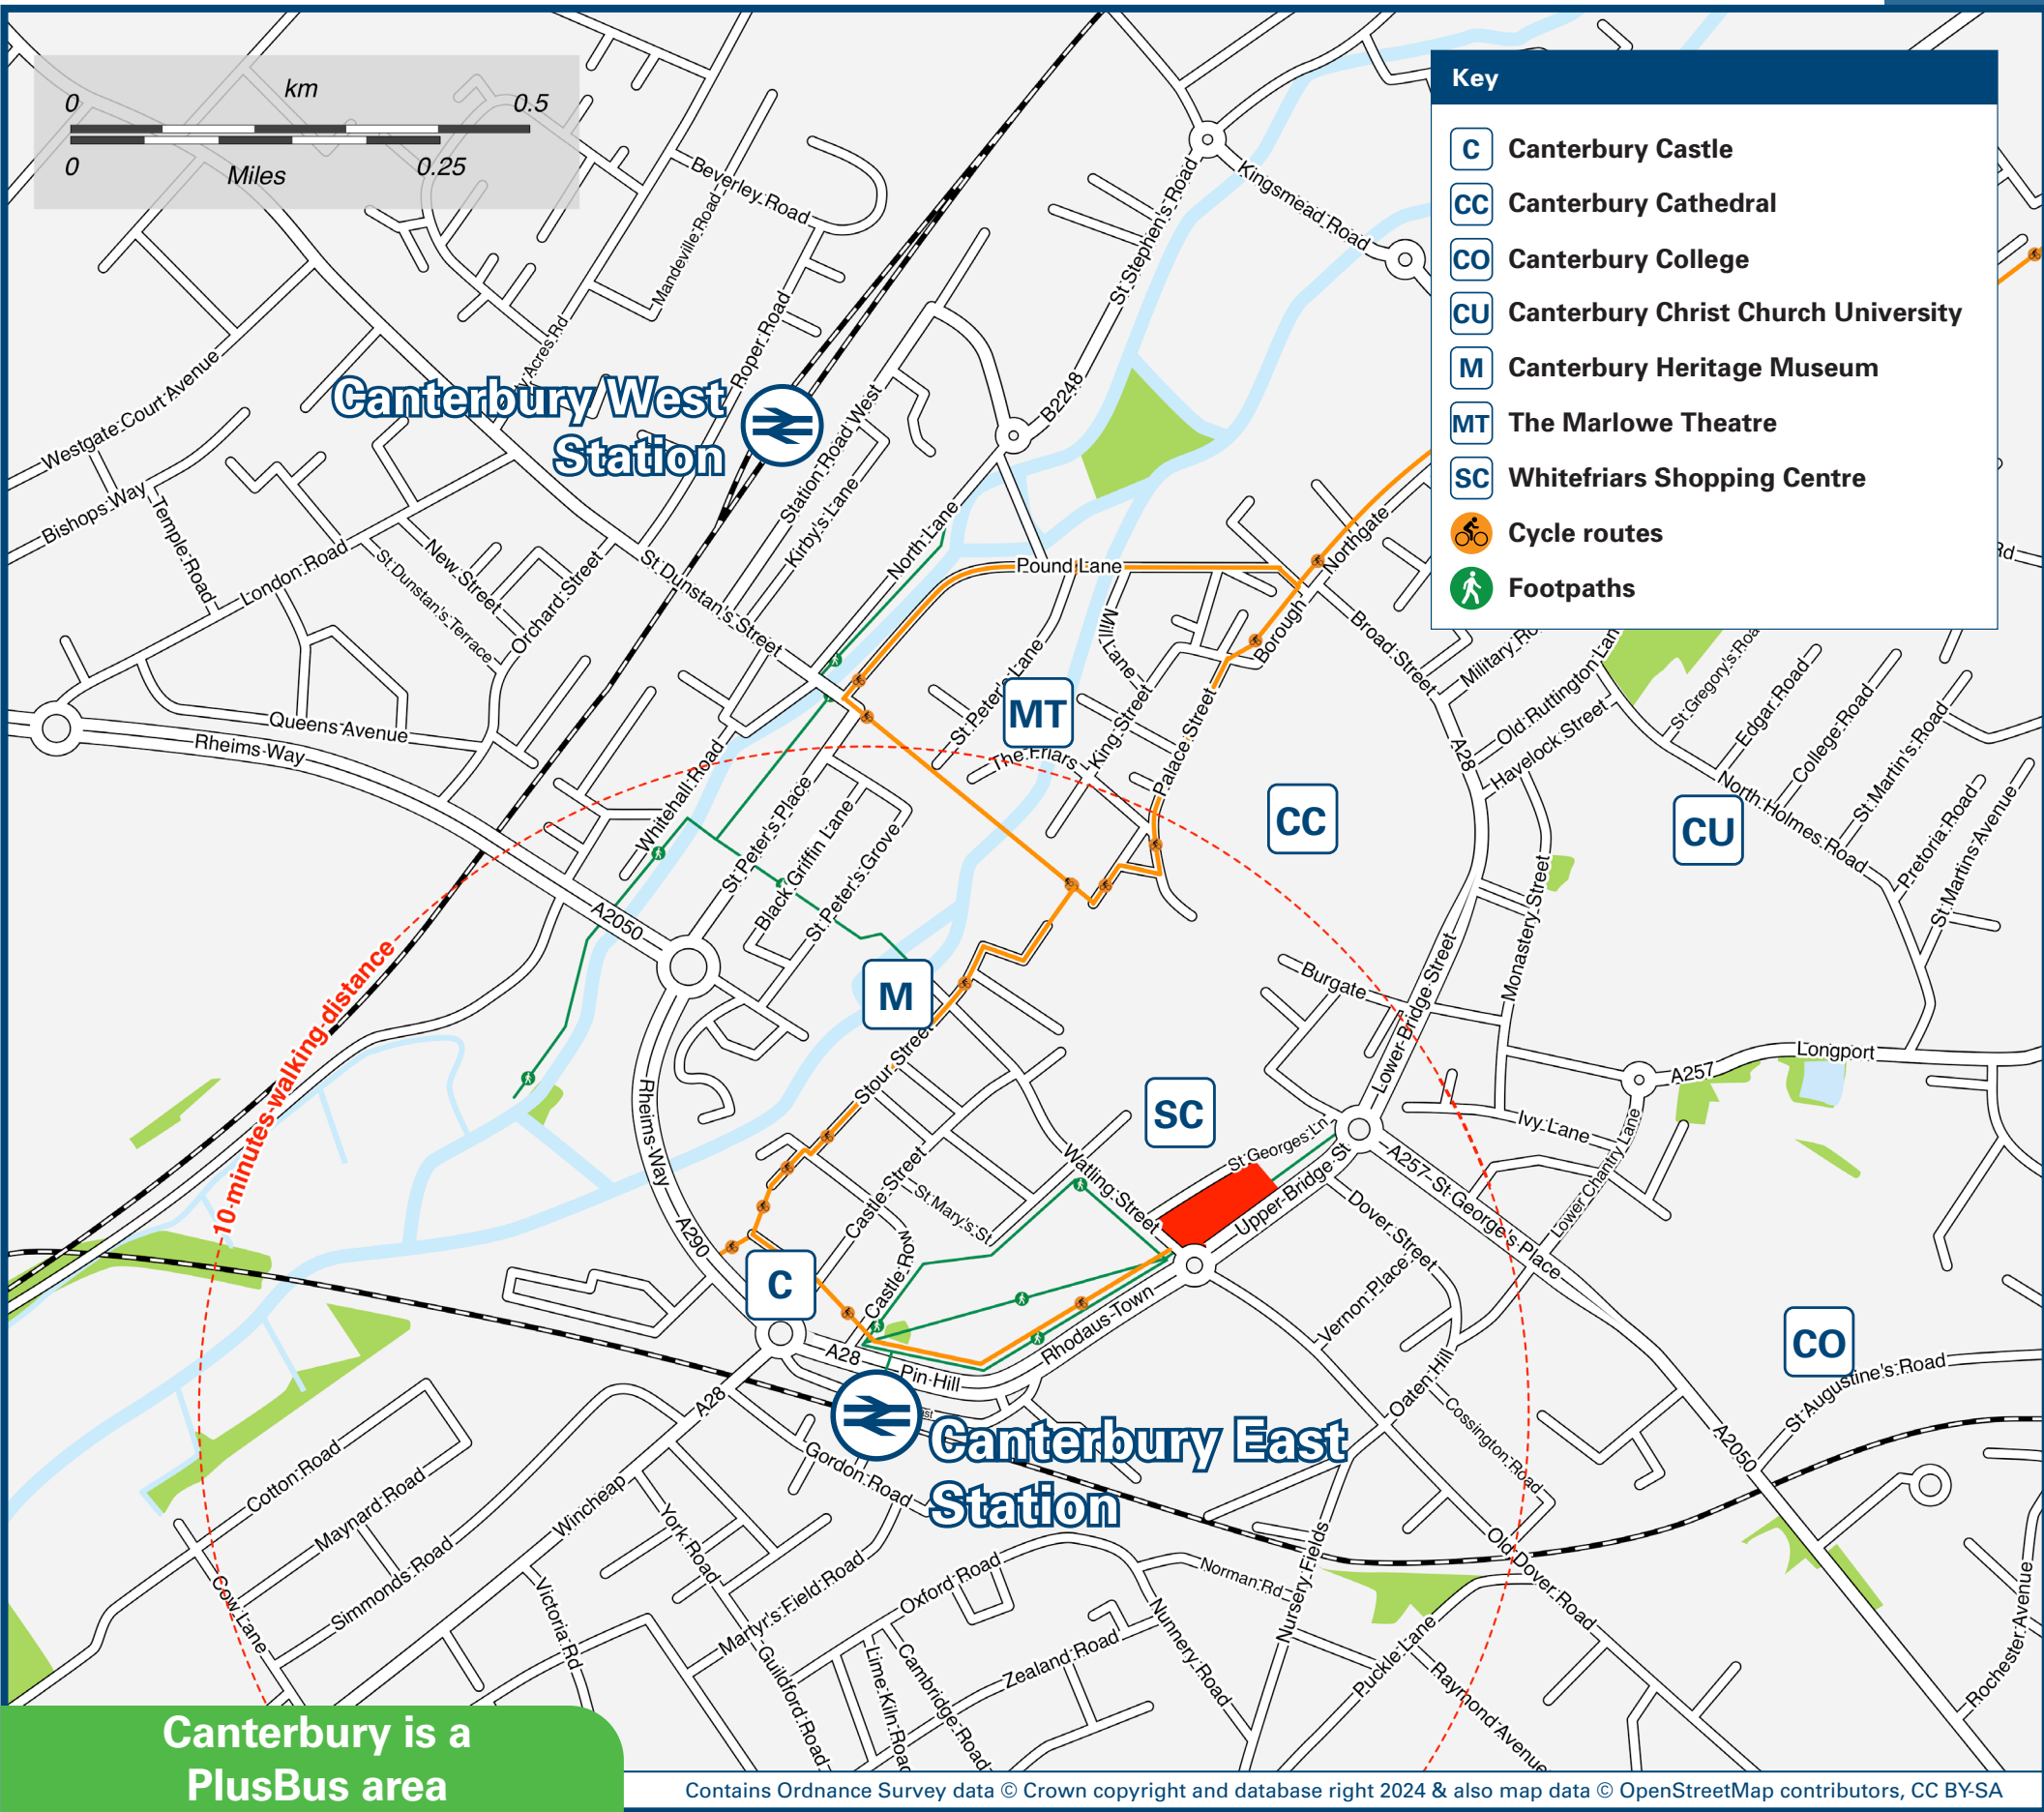 km
0
0.5
0
Miles
0.25
Key
C
Canterbury Castle
CC
Canterbury Cathedral
CO
Canterbury College
CU
Canterbury Christ Church University
M
Canterbury Heritage Museum
MT
The Marlowe Theatre
SC
Whitefriars Shopping Centre
Cycle routes
Footpaths
Beverley Road
Mandeville Road
Roper Road
St Stephen's Road
Kingsmead Road
Westgate Court Avenue
Canterbury West
Station
Station Road West
B2248
Bishops Way
Temple Road
London Road
New Street
St Dunstan's Terrace
Orchard Street
St Dunstan's Street
Kirby's Lane
North Lane
Pound Lane
Northgate
Borough
Broad Street
Mill Lane
St Peter's Lane
MT
The Friars
King Street
Palace Street
A28
Old Ruttington Lan
Havelock Street
Edgar Road
College Road
St Martin's Road
North Holmes Road
Pretoria Road
St Martins Avenue
Queens Avenue
Rheims Way
Whitehall Road
St Peter's Place
Black Griffin Lane
St Peter's Grove
CC
CU
A2050
10 minutes walking distance
Monastery Street
Burgate
Lower Bridge Street
M
Stour Street
Longport
A257
Rheims Way
SC
Ivy Lane
Lower Chantry Lane
St Georges Ln
Watling Street
Upper Bridge St
A257 St George's Place
Castle Street
St Mary's St
Dover Street
A290
C
Castle Row
Vernon Place
A28
Pin Hill
Rhodaus Town
CO
St Augustine's Road
Oaten Hill
Cossington Road
A2050
A28
Canterbury East
Station
Gordon Road
Cotton Road
Maynard Road
Simmonds Road
Wincheap
York Road
Cow Lane
Victoria Rd
Martyr's Field Road
Oxford Road
Norman Rd
Nursery Fields
Old Dover Road
Guildford Road
Lime Kiln Road
Cambridge Road
Zealand Road
Nunnery Road
Puckle Lane
Raymond Avenue
Rochester Avenue
Canterbury is a
PlusBus area
Contains Ordnance Survey data © Crown copyright and database right 2024 & also map data © OpenStreetMap contributors, CC BY-SA